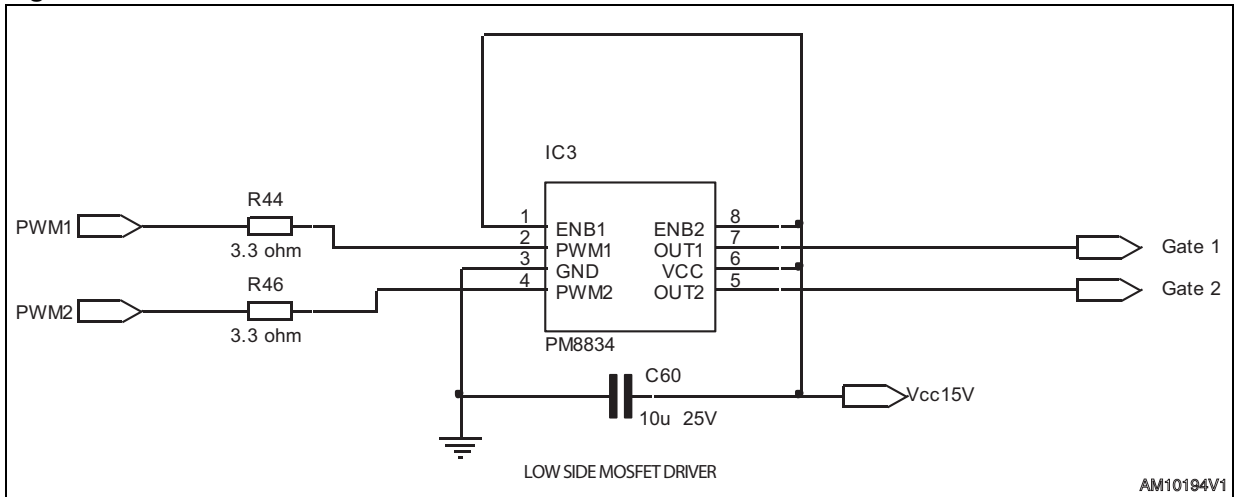 IC3
R44
PWM1
3.3 ohm
R46
PWM2
3.3 ohm
1
2
3
4
ENB1
PWM1
GND
PWM2
ENB2
OUT1
VCC
OUT2
8
7
6
5
Gate 1
Gate 2
PM8834
C60
10u 25V
Vcc15V
LOW SIDE MOSFET DRIVER
AM10194V1